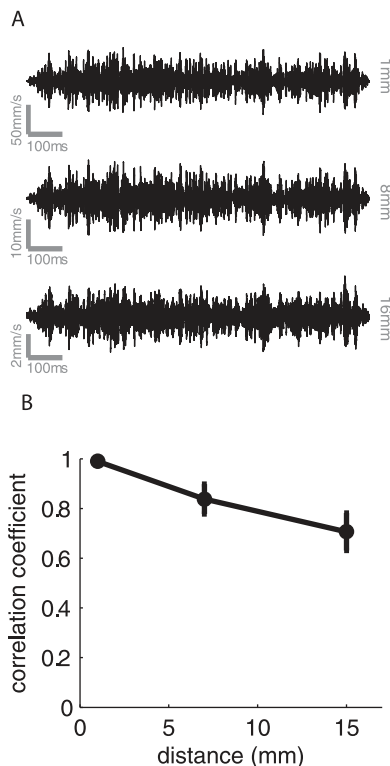 A
1mm
50mm/s
100ms
8mm
10mm/s
100ms
16mm
2mm/s
100ms
B
correlation coefficient
1
0.8
0.6
0.4
0.2
0
0 5 10 15
distance (mm)